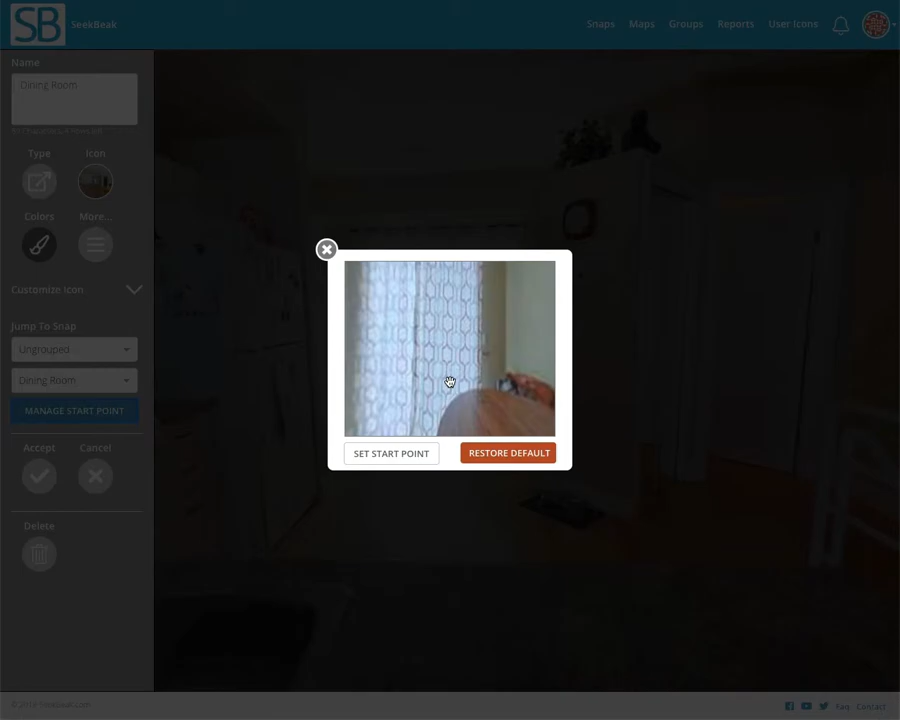 SB SeekBeak Snaps Maps Groups Reports User Icons
Name
Dining Room
Type Icon
Colors More...
Customize Icon
Jump To Snap
Ungrouped
Dining Room
MANAGE START POINT
SET START POINT RESTORE DEFAULT
Accept Cancel
Delete
Faq Contact